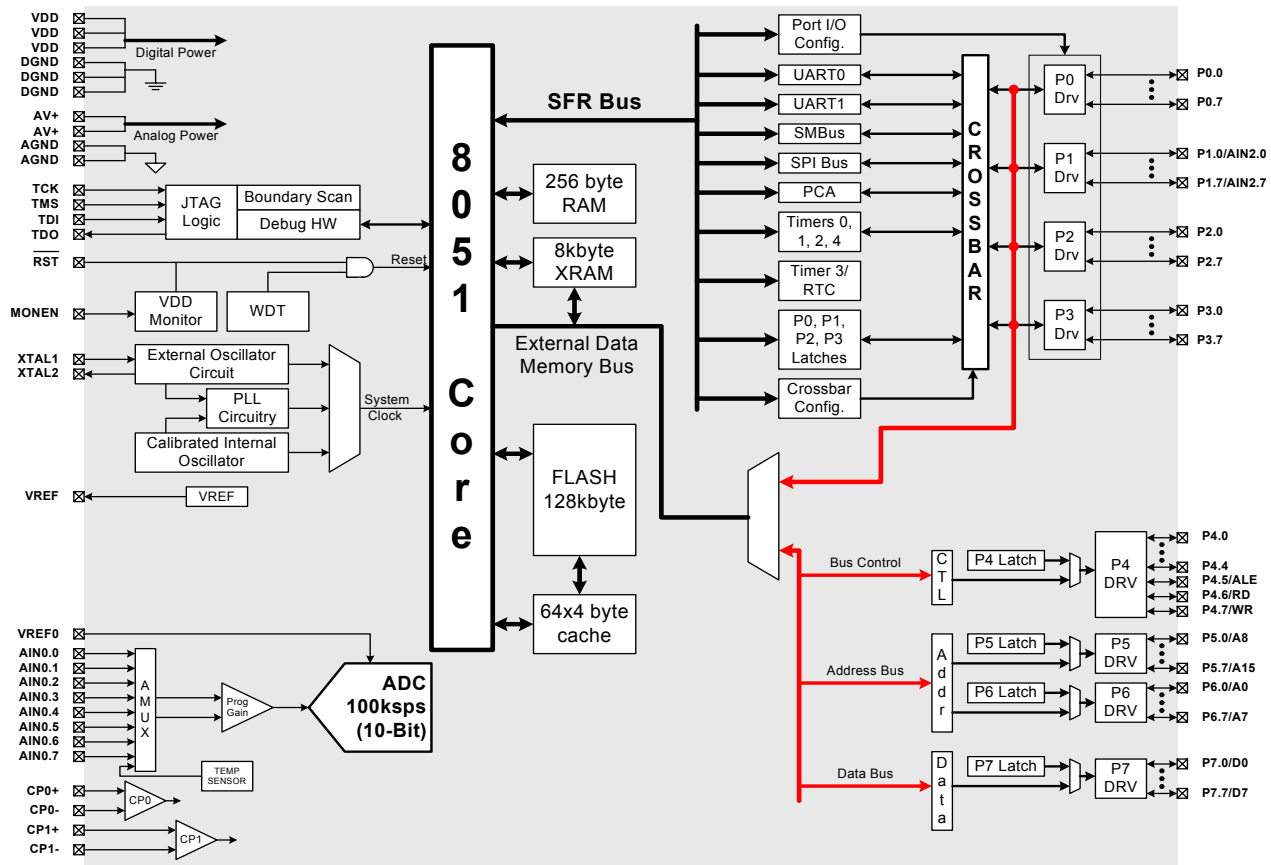 VDD
VDD
VDD
Digital Power
DGND
DGND
DGND
AV+
AV+
Analog Power
AGND
AGND
TCK
TMS
TDI
TDO
JTAG
Logic
Boundary Scan
Debug HW
RST
Reset
MONEN
VDD
Monitor
WDT
XTAL1
XTAL2
External Oscillator
Circuit
PLL
Circuitry
Calibrated Internal
Oscillator
System
Clock
VREF
VREF
VREF0
AIN0.0
AIN0.1
AIN0.2
AIN0.3
AIN0.4
AIN0.5
AIN0.6
AIN0.7
AMUX
Prog
Gain
ADC
100ksps
(10-Bit)
TEMP
SENSOR
CP0+
CP0-
CP0
CP1+
CP1-
CP1
8051 Core
SFR Bus
256 byte
RAM
8kbyte
XRAM
External Data
Memory Bus
FLASH
128kbyte
64x4 byte
cache
Port I/O
Config.
UART0
UART1
SMBus
SPI Bus
PCA
Timers 0,
1, 2, 4
Timer 3/
RTC
P0, P1,
P2, P3
Latches
Crossbar
Config.
CROSSBAR
P0
Drv
P1
Drv
P2
Drv
P3
Drv
P0.0
P0.7
P1.0/AIN2.0
P1.7/AIN2.7
P2.0
P2.7
P3.0
P3.7
Bus Control
CTL
P4 Latch
P4
DRV
P4.0
P4.4
P4.5/ALE
P4.6/RD
P4.7/WR
Address Bus
Addr
P5 Latch
P5
DRV
P5.0/A8
P5.7/A15
P6 Latch
P6
DRV
P6.0/A0
P6.7/A7
Data Bus
Data
P7 Latch
P7
DRV
P7.0/D0
P7.7/D7